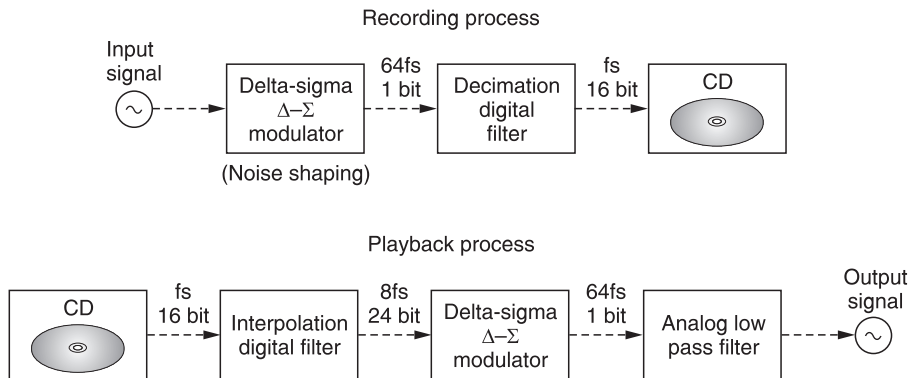 Recording process
Input
signal
Delta-sigma
Δ–Σ
modulator
(Noise shaping)
64fs
1 bit
Decimation
digital
filter
fs
16 bit
CD
Playback process
CD
fs
16 bit
Interpolation
digital filter
8fs
24 bit
Delta-sigma
Δ–Σ
modulator
64fs
1 bit
Analog low
pass filter
Output
signal